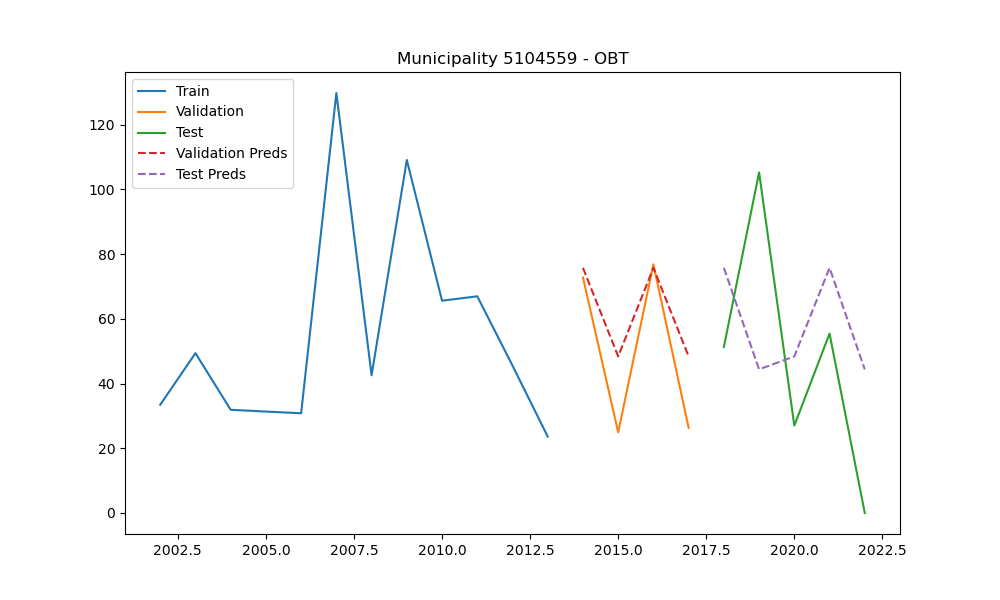 Municipality 5104559 - OBT
Train
Validation
Test
Validation Preds
Test Preds
120
100
80
60
40
20
0
2002.5 2005.0 2007.5 2010.0 2012.5 2015.0 2017.5 2020.0 2022.5